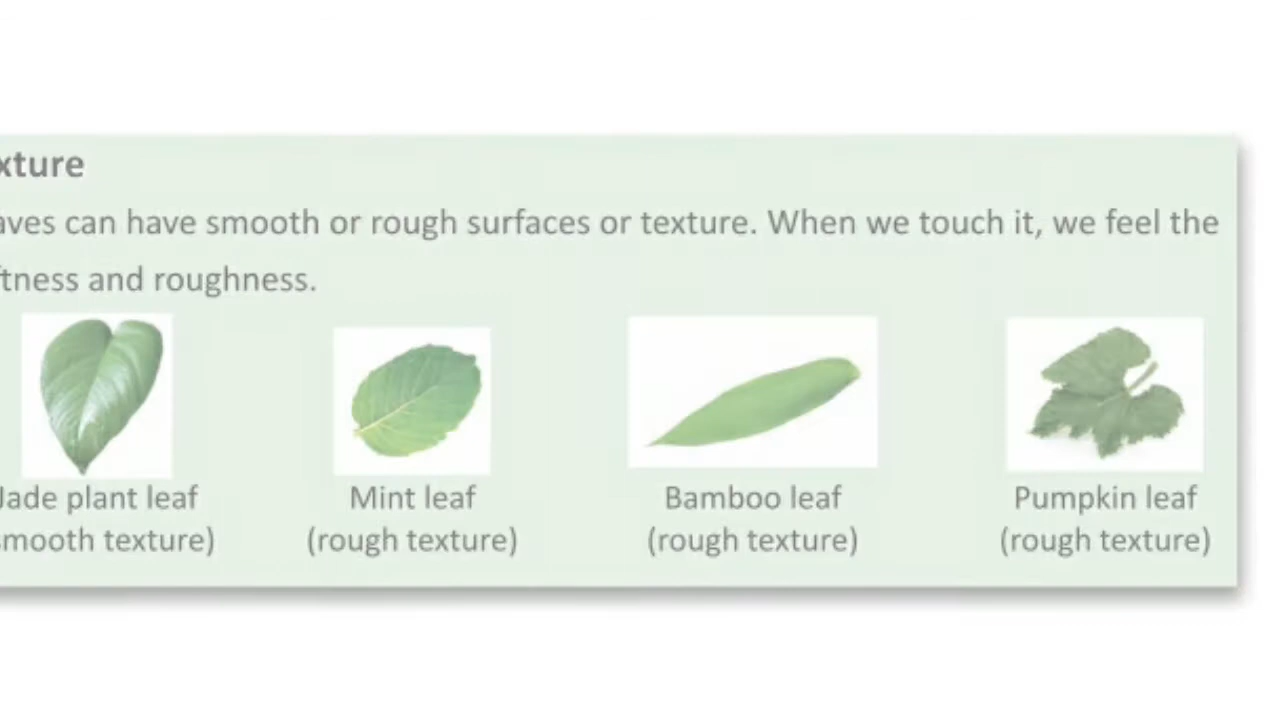 xture
aves can have smooth or rough surfaces or texture. When we touch it, we feel the
ftness and roughness.
Jade plant leaf
smooth texture)
Mint leaf
(rough texture)
Bamboo leaf
(rough texture)
Pumpkin leaf
(rough texture)